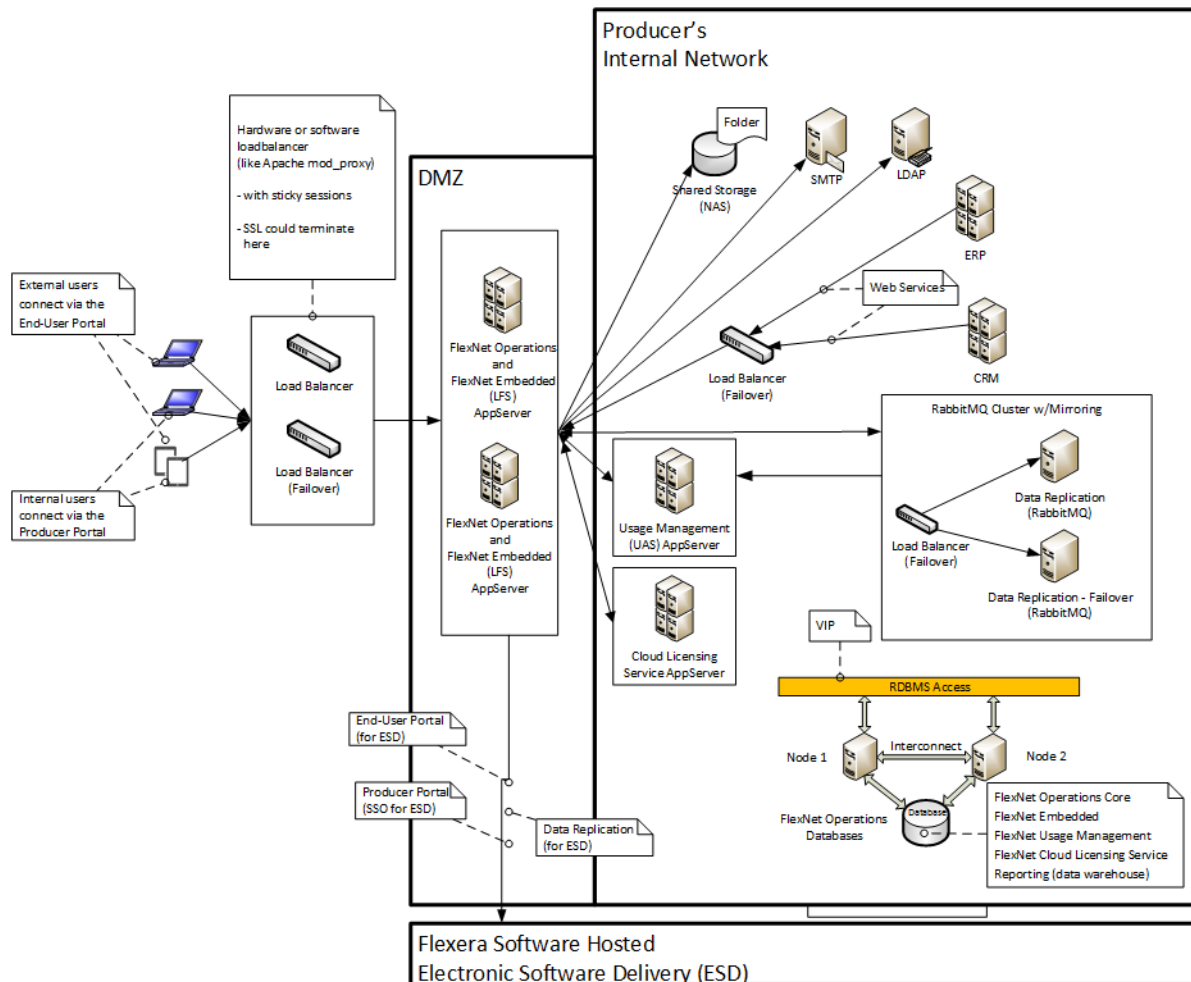 Producer's
Internal Network
Hardware or software
loadbalancer
(like Apache mod_proxy)
- with sticky sessions
- SSL could terminate
here
DMZ
Folder
Shared Storage
(NAS)
SMTP
LDAP
ERP
Web Services
CRM
Load Balancer
(Failover)
External users
connect via the
End-User Portal
Internal users
connect via the
Producer Portal
Load Balancer
Load Balancer
(Failover)
FlexNet Operations
and
FlexNet Embedded
(LFS)
AppServer
FlexNet Operations
and
FlexNet Embedded
(LFS)
AppServer
Usage Management
(UAS) AppServer
Cloud Licensing
Service AppServer
RabbitMQ Cluster w/Mirroring
Data Replication
(RabbitMQ)
Load Balancer
(Failover)
Data Replication - Failover
(RabbitMQ)
VIP
RDBMS Access
Node 1
Interconnect
Node 2
FlexNet Operations
Databases
Database
FlexNet Operations Core
FlexNet Embedded
FlexNet Usage Management
FlexNet Cloud Licensing Service
Reporting (data warehouse)
End-User Portal
(for ESD)
Producer Portal
(SSO for ESD)
Data Replication
(for ESD)
Flexera Software Hosted
Electronic Software Delivery (ESD)